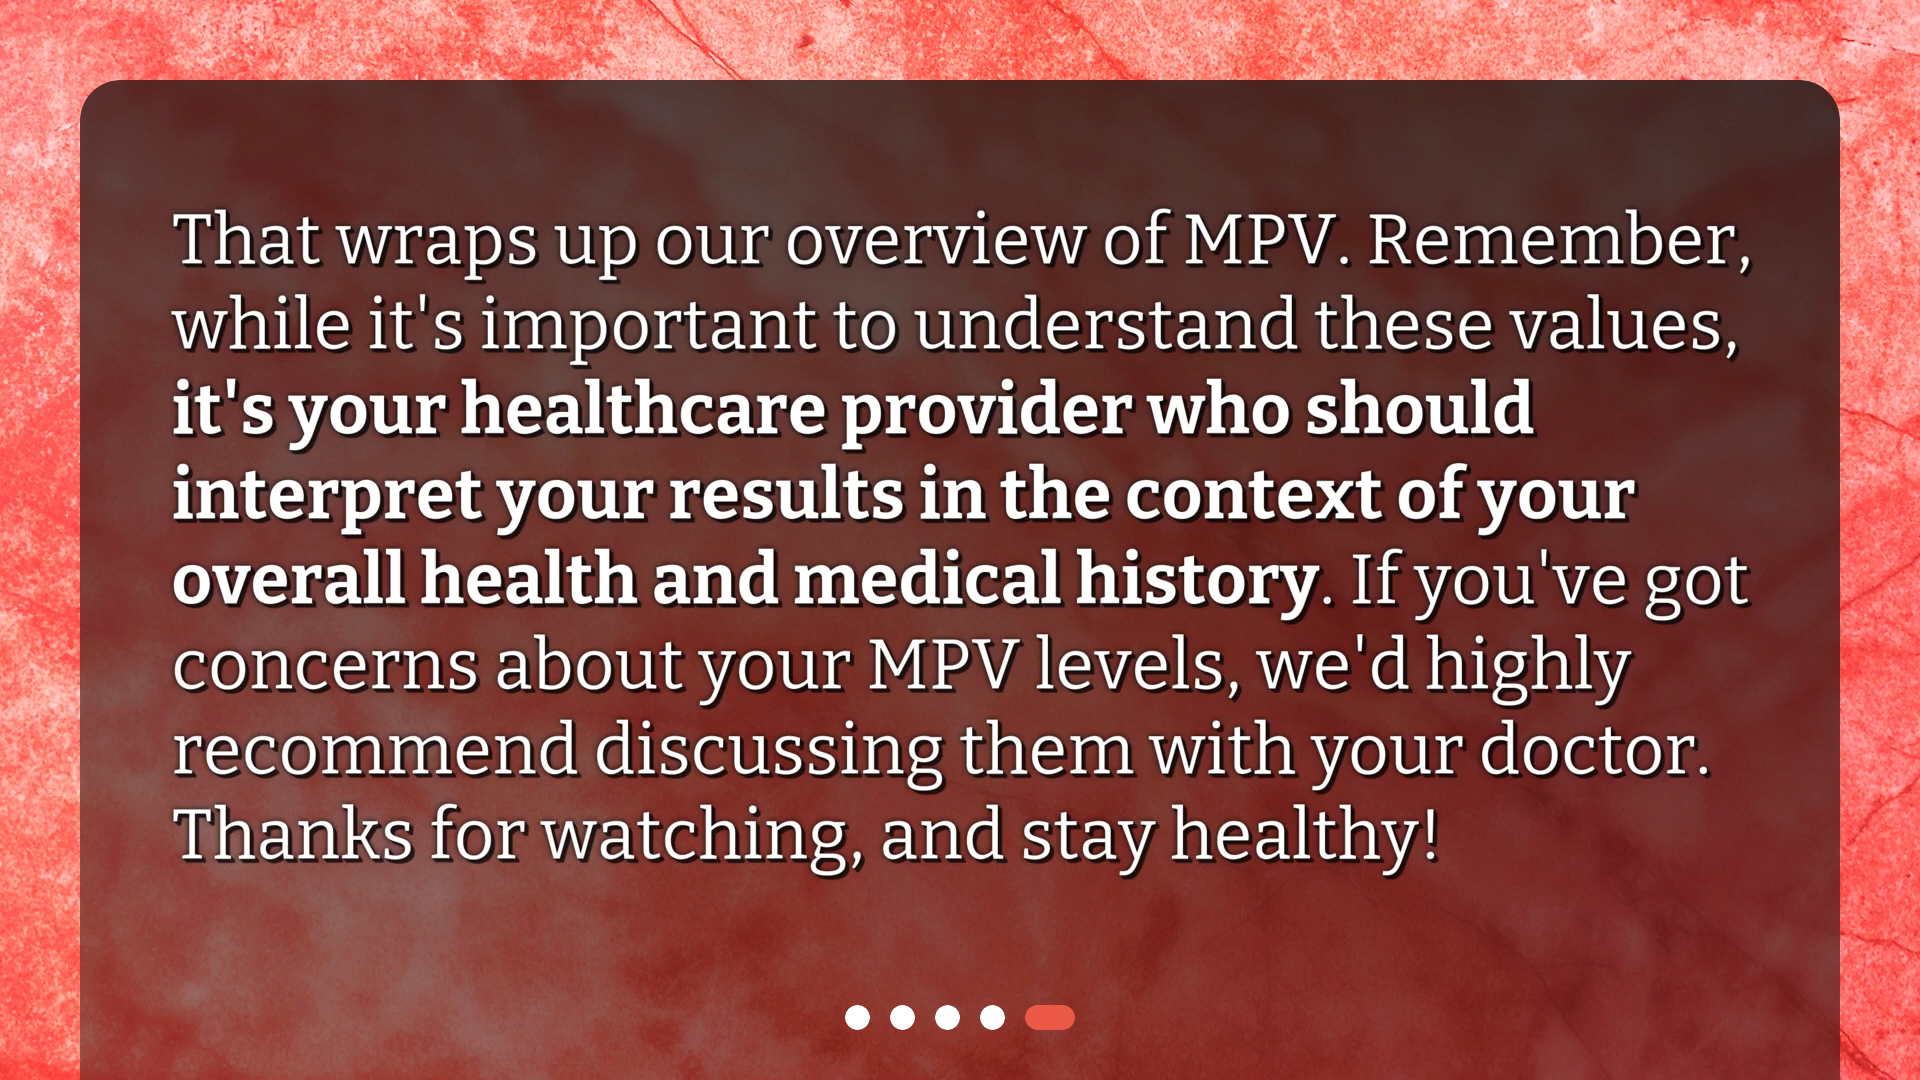 That wraps up our overview of MPV. Remember,
while it's important to understand these values,
it's your healthcare provider who should
interpret your results in the context of your
overall health and medical history. If you've got
concerns about your MPV levels, we'd highly
recommend discussing them with your doctor.
Thanks for watching, and stay healthy!